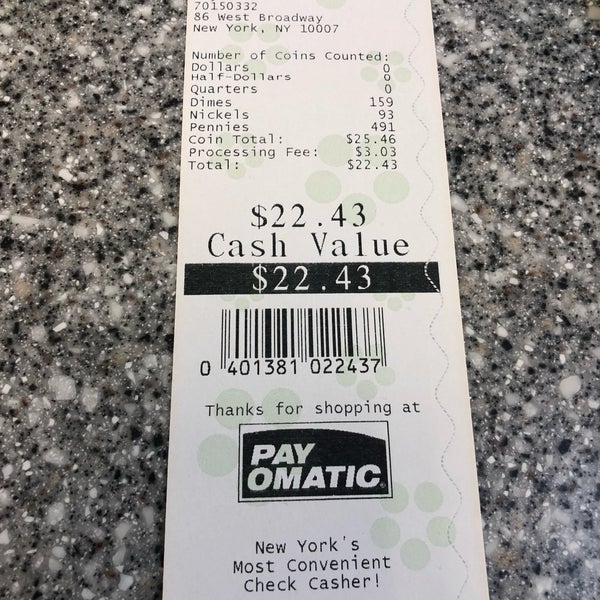 70150332
86 West Broadway
New York, NY 10007
Number of Coins Counted:
Dollars 0
Half-Dollars 0
Quarters 0
Dimes 159
Nickels 93
Pennies 491
Coin Total: $25.46
Processing Fee: $3.03
Total: $22.43
$22.43
Cash Value
$22.43
0 401381 022437
Thanks for shopping at
PAY
OMATIC
New York's
Most Convenient
Check Casher!